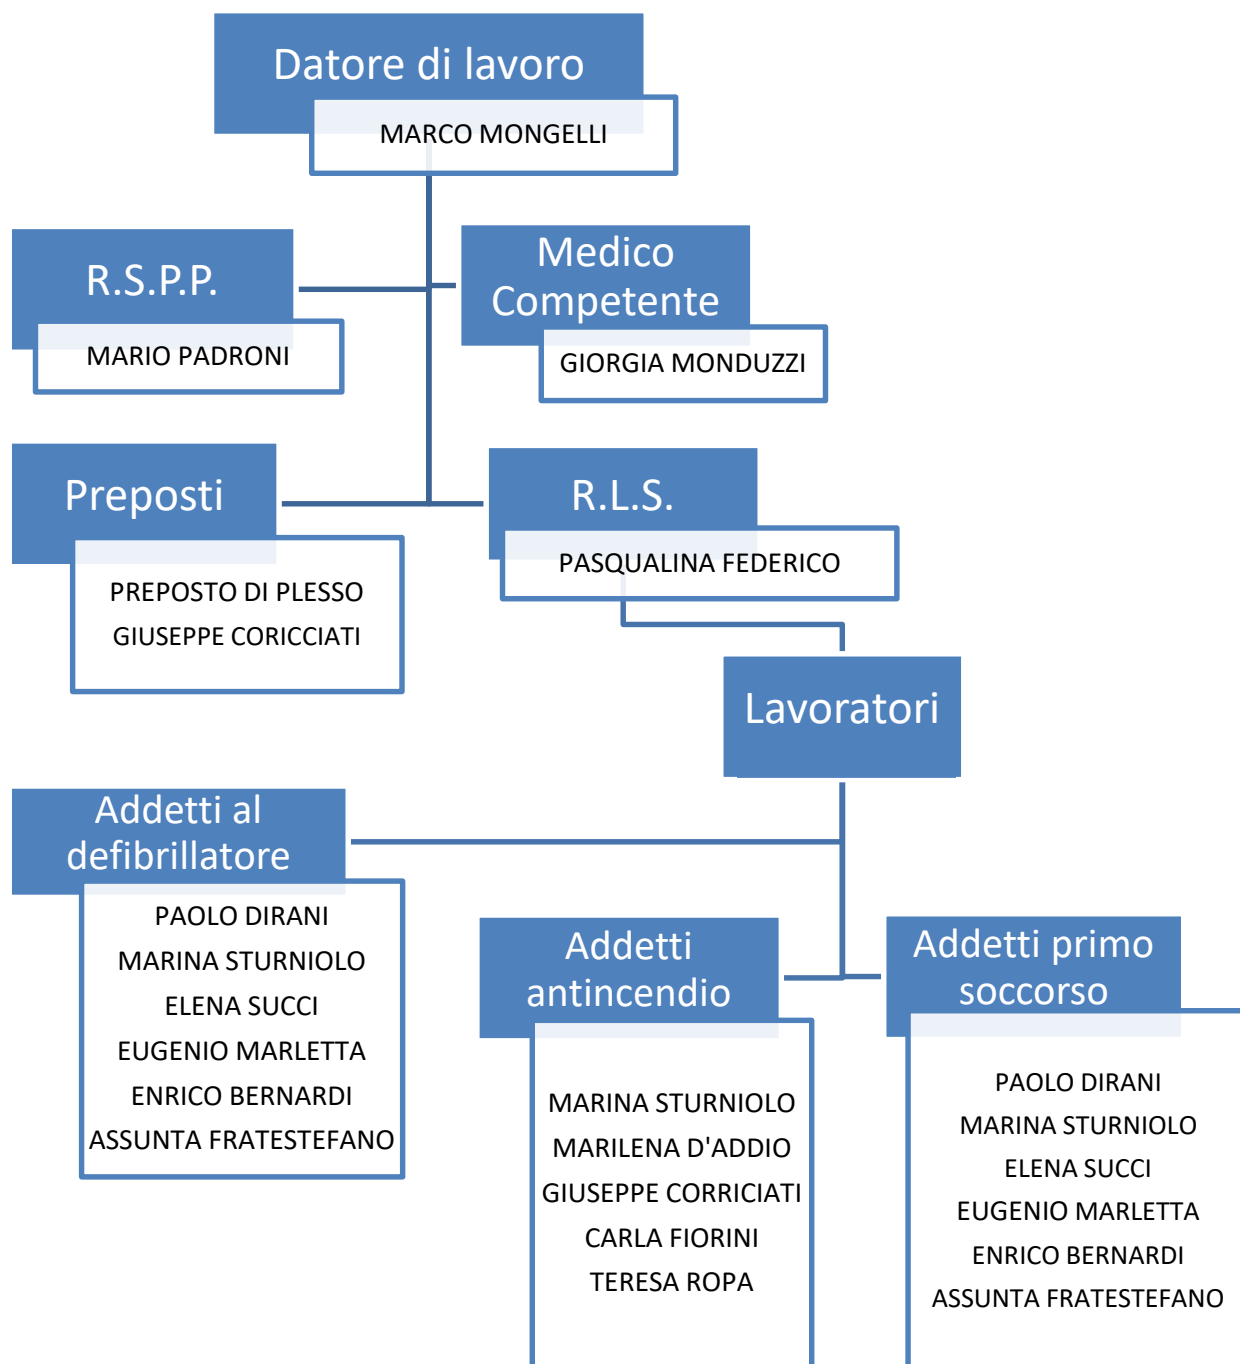 Datore di lavoro
MARCO MONGELLI
R.S.P.P.
MARIO PADRONI
Medico
Competente
GIORGIA MONDUZZI
Preposti
PREPOSTO DI PLESSO
GIUSEPPE CORICCIATI
R.L.S.
PASQUALINA FEDERICO
Lavoratori
Addetti al
defibrillatore
PAOLO DIRANI
MARINA STURNIOLO
ELENA SUCCI
EUGENIO MARLETTA
ENRICO BERNARDI
ASSUNTA FRATESTEFANO
Addetti
antincendio
MARINA STURNIOLO
MARILENA D'ADDIO
GIUSEPPE CORRICIATI
CARLA FIORINI
TERESA ROPA
Addetti primo
soccorso
PAOLO DIRANI
MARINA STURNIOLO
ELENA SUCCI
EUGENIO MARLETTA
ENRICO BERNARDI
ASSUNTA FRATESTEFANO